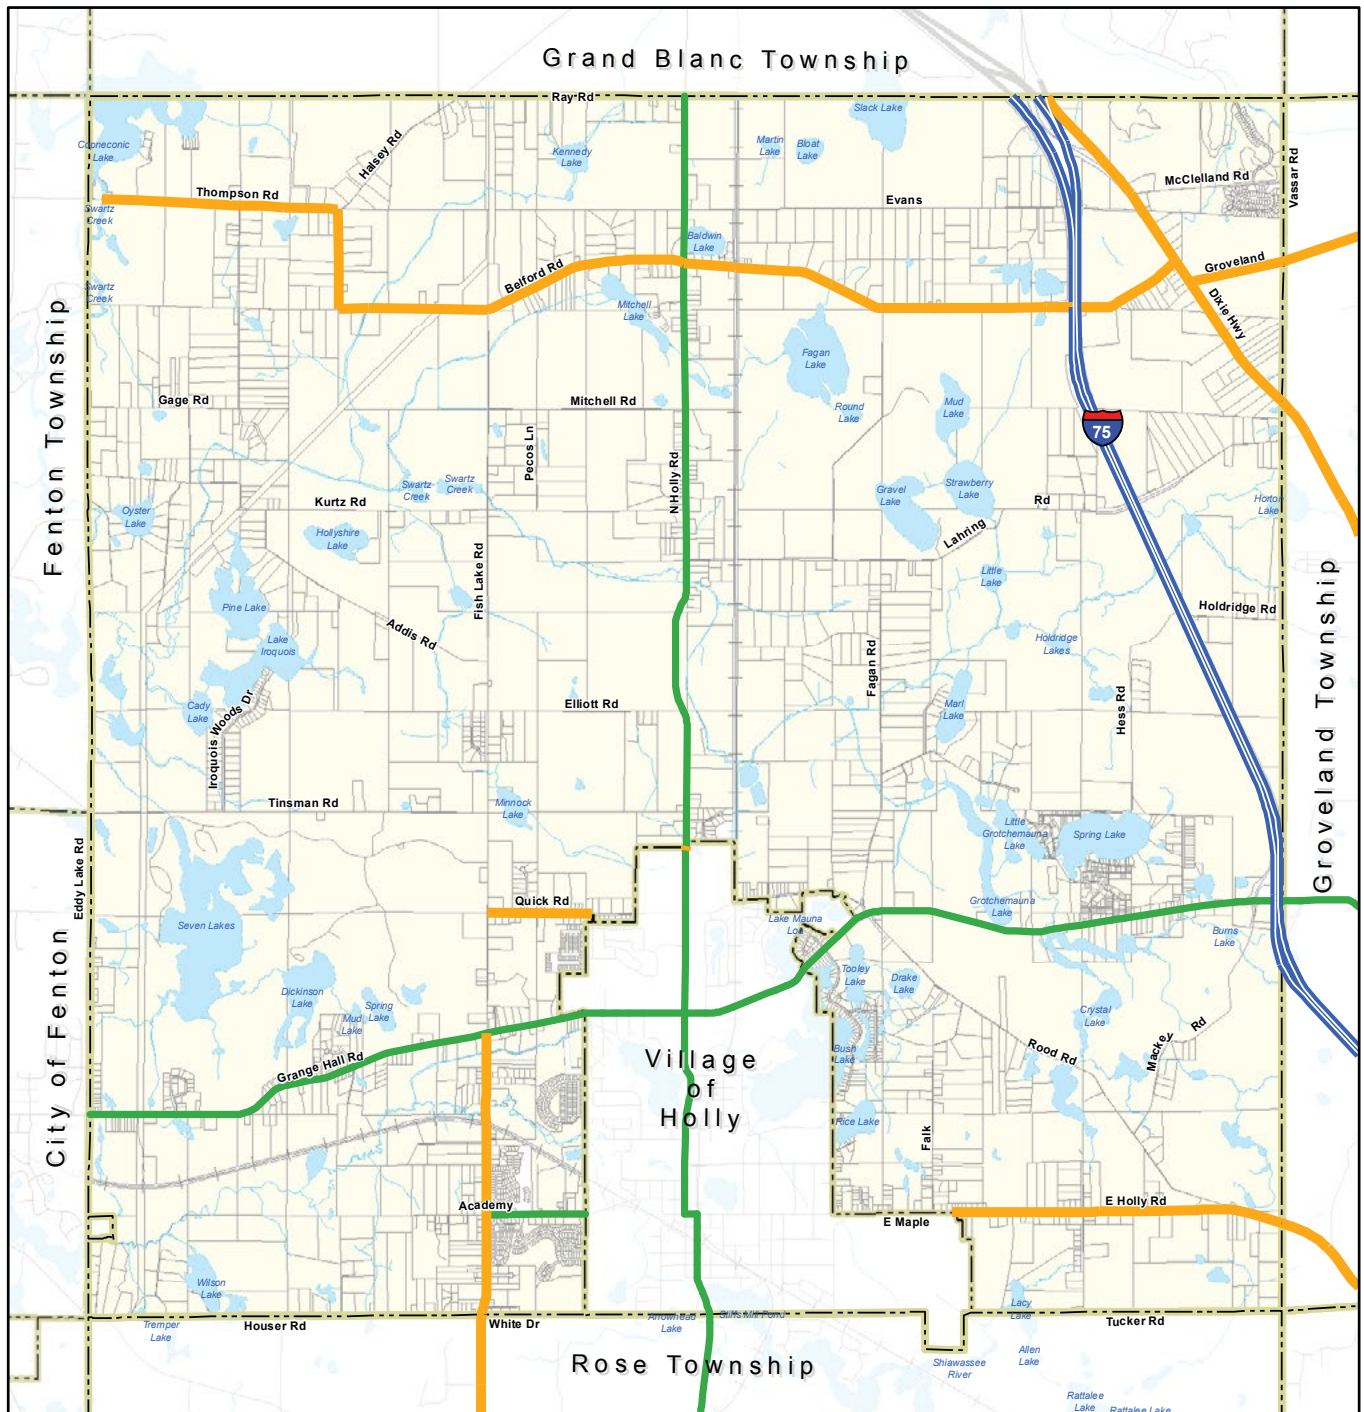 Grand Blanc Township
Ray Rd
Slack Lake
Halsey Rd
Cooneconic
Lake
Kennedy
Lake
Martin
Lake
Bloat
Lake
Vassar Rd
McClelland Rd
Thompson Rd
Evans
Swartz
Creek
Baldwin
Lake
Groveland
Belford Rd
Swartz
Creek
Mitchell
Lake
Dixie Hwy
Fenton Township
Fagan
Lake
Gage Rd
Mitchell Rd
Round
Lake
Mud
Lake
75
Pecos Ln
N Holly Rd
Swartz
Creek
Swartz
Creek
Gravel
Lake
Strawberry
Lake
Rd
Horton
Lake
Kurtz Rd
Oyster
Lake
Hollyshire
Lake
Lahring
Fish Lake Rd
Little
Lake
Pine Lake
Holdridge Rd
Addis Rd
Lake
Iroquois
Holdridge
Lakes
Fagan Rd
Groveland Township
Cady
Lake
Iroquois Woods Dr
Elliott Rd
Marl
Lake
Hess Rd
Tinsman Rd
Minnock
Lake
Little
Grotchemauna
Lake
Spring Lake
Eddy Lake Rd
Quick Rd
Grotchemauna
Lake
Seven Lakes
Lake Mauna
Loa
Burns
Lake
City of Fenton
Tooley
Lake
Drake
Lake
Dickinson
Lake
Spring
Lake
Mud
Lake
Crystal
Lake
Mackey
Rd
Grange Hall Rd
Village
of
Holly
Bush
Lake
Rood Rd
Rice Lake
Falk
Academy
E Holly Rd
E Maple
Wilson
Lake
Lacy
Lake
Tremper
Lake
Houser Rd
White Dr
Arrowhead
Lake
Stiffs Mill Pond
Tucker Rd
Rose Township
Shiawassee
River
Allen
Lake
Rattalee
Lake
Rattalee Lake